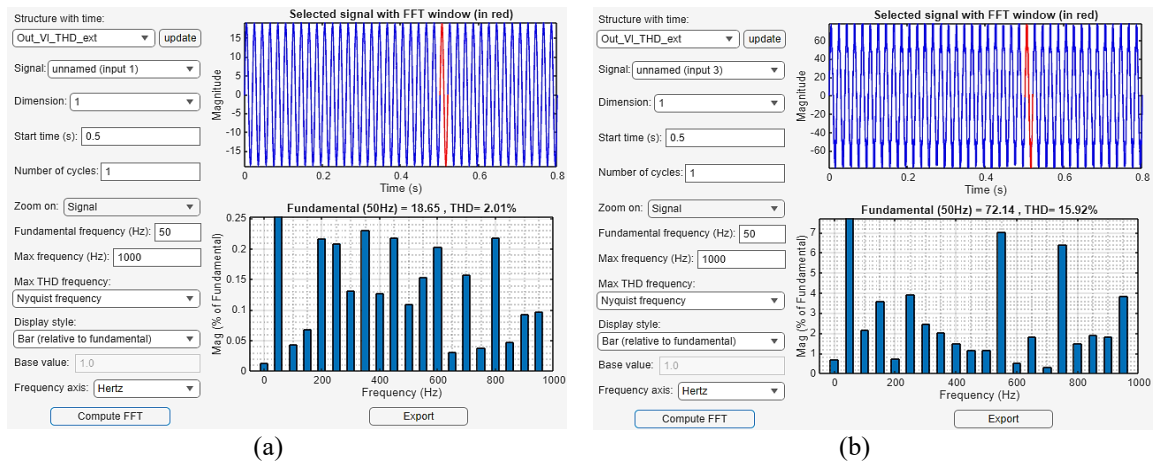 Structure with time:
Out_VI_THD_ext
update
Signal: unnamed (input 1)
Dimension: 1
Start time (s): 0.5
Number of cycles: 1
Zoom on: Signal
Fundamental frequency (Hz): 50
Max frequency (Hz): 1000
Max THD frequency:
Nyquist frequency
Display style:
Bar (relative to fundamental)
Base value: 1.0
Frequency axis: Hertz
Compute FFT
Selected signal with FFT window (in red)
Magnitude
15
10
5
0
-5
-10
-15
0 0.2 0.4 0.6 0.8
Time (s)
Fundamental (50Hz) = 18.65 , THD= 2.01%
Mag (% of Fundamental)
0.25
0.2
0.15
0.1
0.05
0
0 200 400 600 800 1000
Frequency (Hz)
Export
(a)
Structure with time:
Out_VI_THD_ext
update
Signal: unnamed (input 3)
Dimension: 1
Start time (s): 0.5
Number of cycles: 1
Zoom on: Signal
Fundamental frequency (Hz): 50
Max frequency (Hz): 1000
Max THD frequency:
Nyquist frequency
Display style:
Bar (relative to fundamental)
Base value: 1.0
Frequency axis: Hertz
Compute FFT
Selected signal with FFT window (in red)
Magnitude
60
40
20
0
-20
-40
-60
0 0.2 0.4 0.6 0.8
Time (s)
Fundamental (50Hz) = 72.14 , THD= 15.92%
Mag (% of Fundamental)
7
6
5
4
3
2
1
0
0 200 400 600 800 1000
Frequency (Hz)
Export
(b)